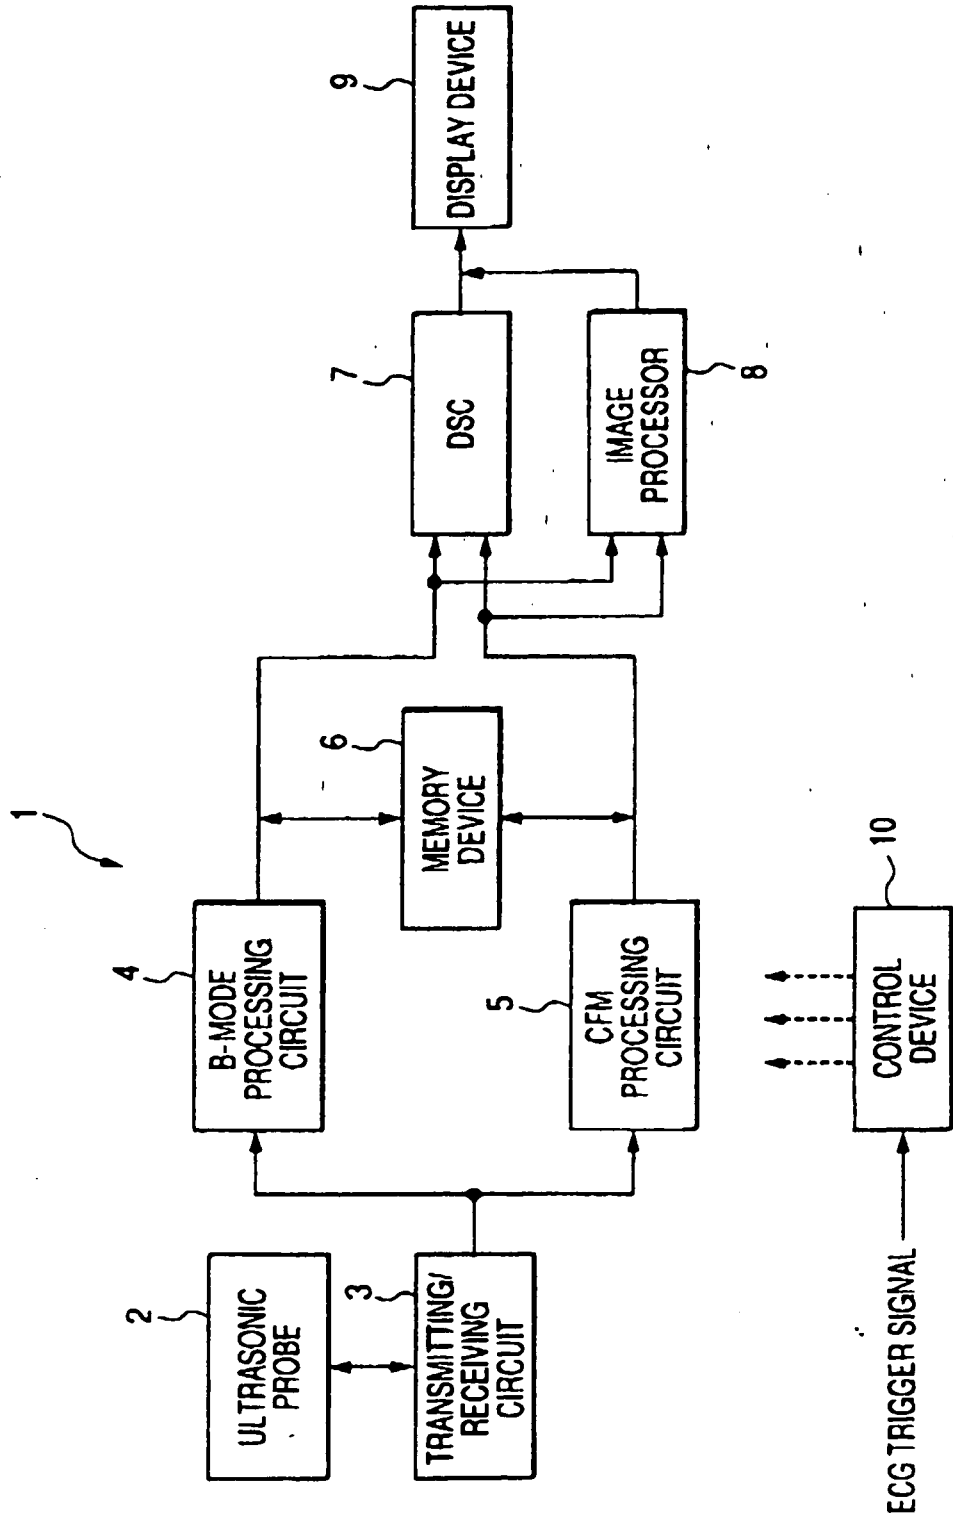 1
2
ULTRASONIC
PROBE
3
TRANSMITTING/
RECEIVING
CIRCUIT
4
B-MODE
PROCESSING
CIRCUIT
5
CFM
PROCESSING
CIRCUIT
6
MEMORY
DEVICE
7
DSC
8
IMAGE
PROCESSOR
9
DISPLAY DEVICE
10
CONTROL
DEVICE
ECG TRIGGER SIGNAL